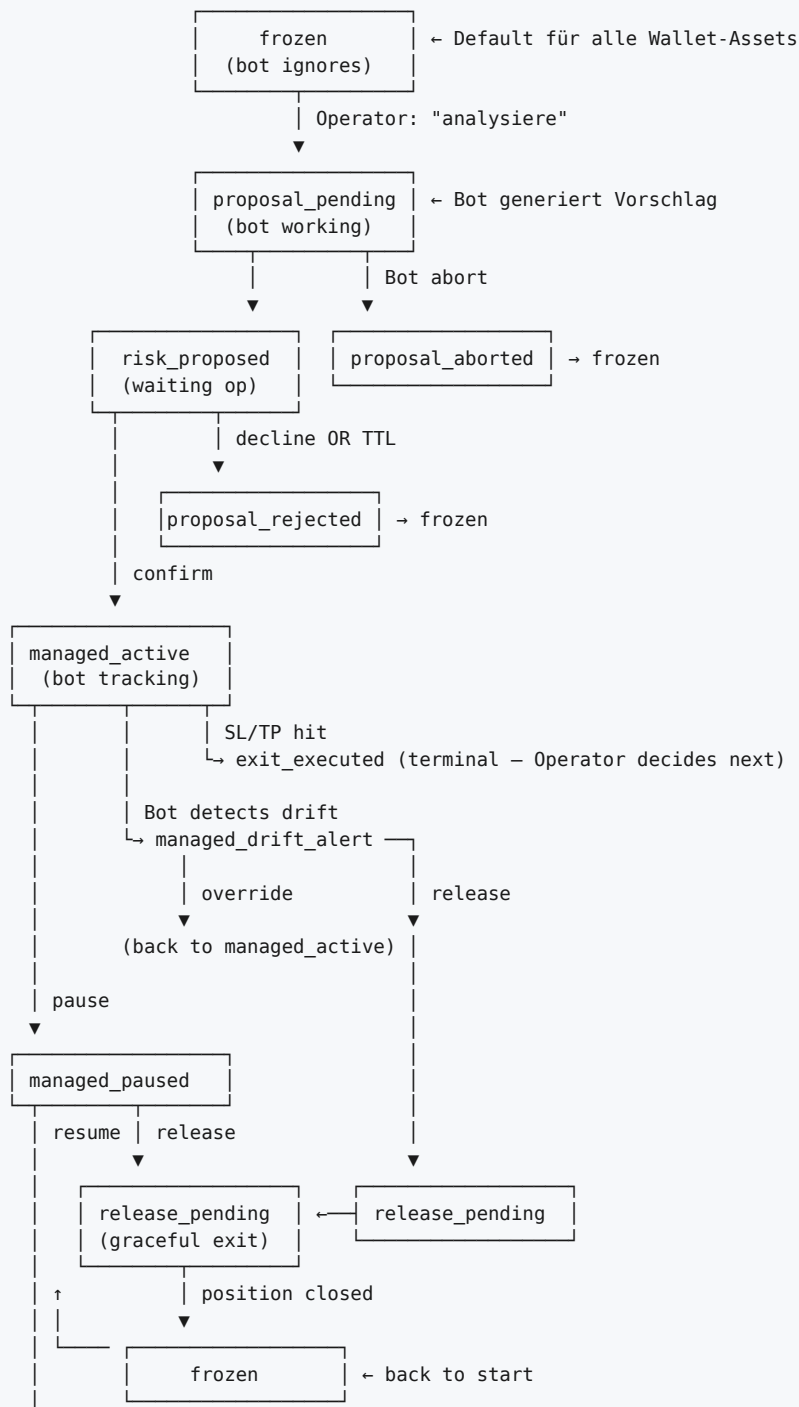 frozen ← Default für alle Wallet-Assets
(bot ignores)
Operator: "analysiere"
proposal_pending ← Bot generiert Vorschlag
(bot working)
Bot abort
risk_proposed proposal_aborted → frozen
(waiting op)
decline OR TTL
proposal_rejected → frozen
confirm
managed_active
(bot tracking)
SL/TP hit
exit_executed (terminal — Operator decides next)
Bot detects drift
managed_drift_alert
override release
(back to managed_active)
pause
managed_paused
resume release
release_pending ← release_pending
(graceful exit)
position closed
frozen ← back to start